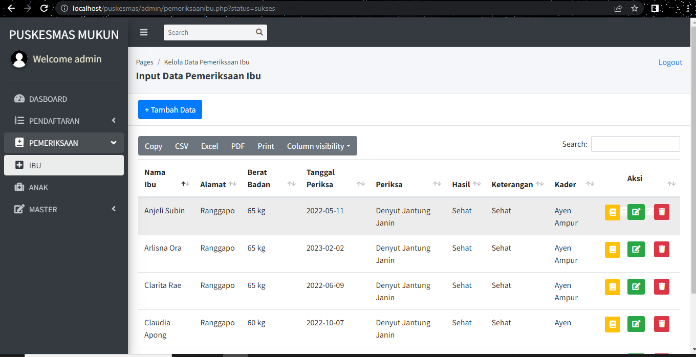 localhost/puskesmas/admin/pemeriksaanibu.php?status=sukses
PUSKESMAS MUKUN
Welcome admin
DASBOARD
PENDAFTARAN
PEMERIKSAAN
IBU
ANAK
MASTER
Search
Pages / Kelola Data Pemeriksaan Ibu
Logout
Input Data Pemeriksaan Ibu
+ Tambah Data
Copy CSV Excel PDF Print Column visibility
Search:
Nama Ibu Alamat Berat Badan Tanggal Periksa Periksa Hasil Keterangan Kader Aksi
Anjeli Subin Ranggapo 65 kg 2022-05-11 Denyut Jantung Janin Sehat Sehat Ayen Ampur
Arlisna Ora Ranggapo 65 kg 2023-02-02 Denyut Jantung Janin Sehat Sehat Ayen Ampur
Clarita Rae Ranggapo 65 kg 2022-06-09 Denyut Jantung Janin Sehat Sehat Ayen Ampur
Claudia Apong Ranggapo 60 kg 2022-10-07 Denyut Jantung Janin Sehat Sehat Ayen